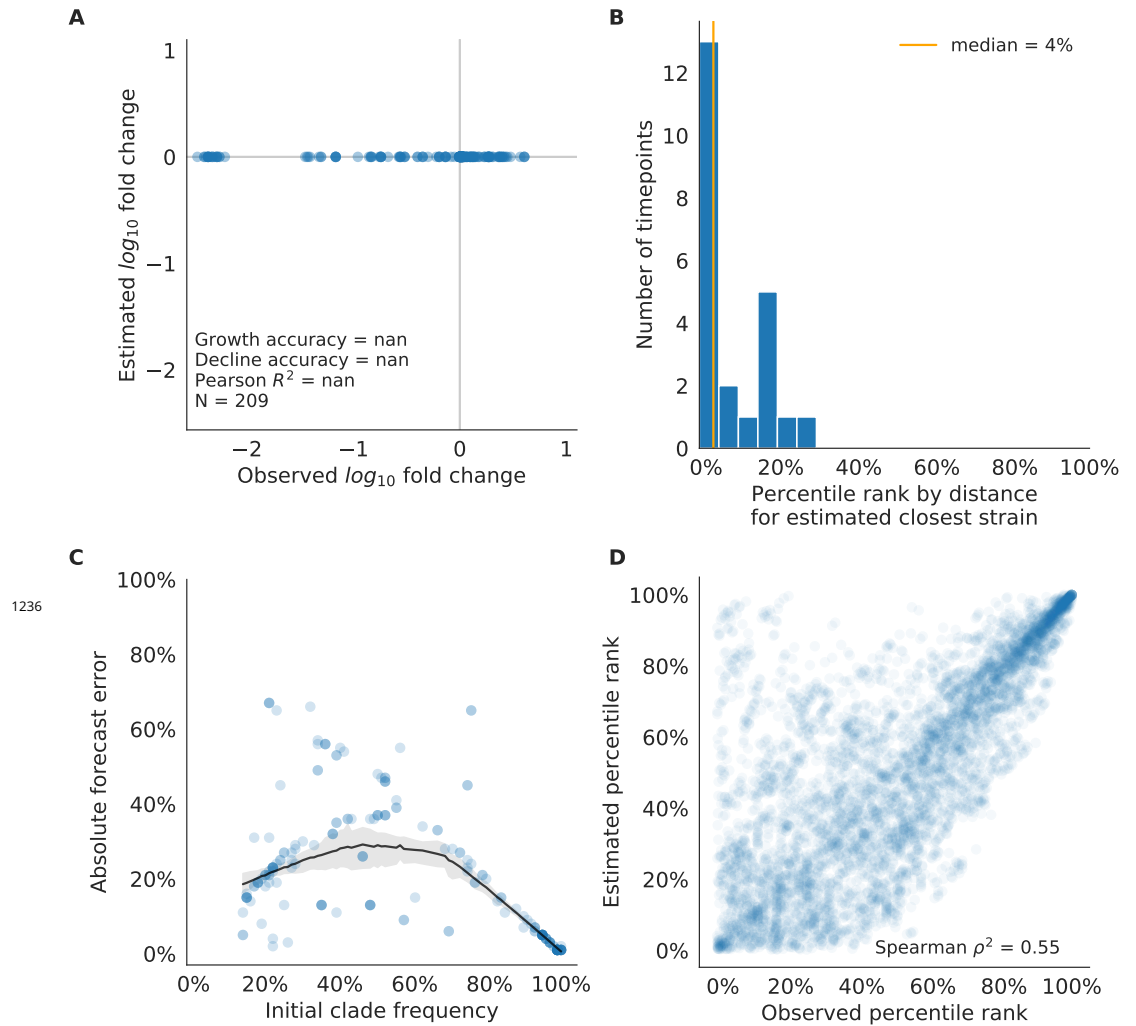 A
1
0
−1
−2
Estimated log10 fold change
Growth accuracy = nan
Decline accuracy = nan
Pearson R² = nan
N = 209
−2 −1 0 1
Observed log10 fold change
B
median = 4%
12
10
8
6
4
2
0
Number of timepoints
0% 20% 40% 60% 80% 100%
Percentile rank by distance
for estimated closest strain
1236
C
100%
80%
60%
40%
20%
0%
Absolute forecast error
0% 20% 40% 60% 80% 100%
Initial clade frequency
D
100%
80%
60%
40%
20%
0%
Estimated percentile rank
Spearman ρ² = 0.55
0% 20% 40% 60% 80% 100%
Observed percentile rank